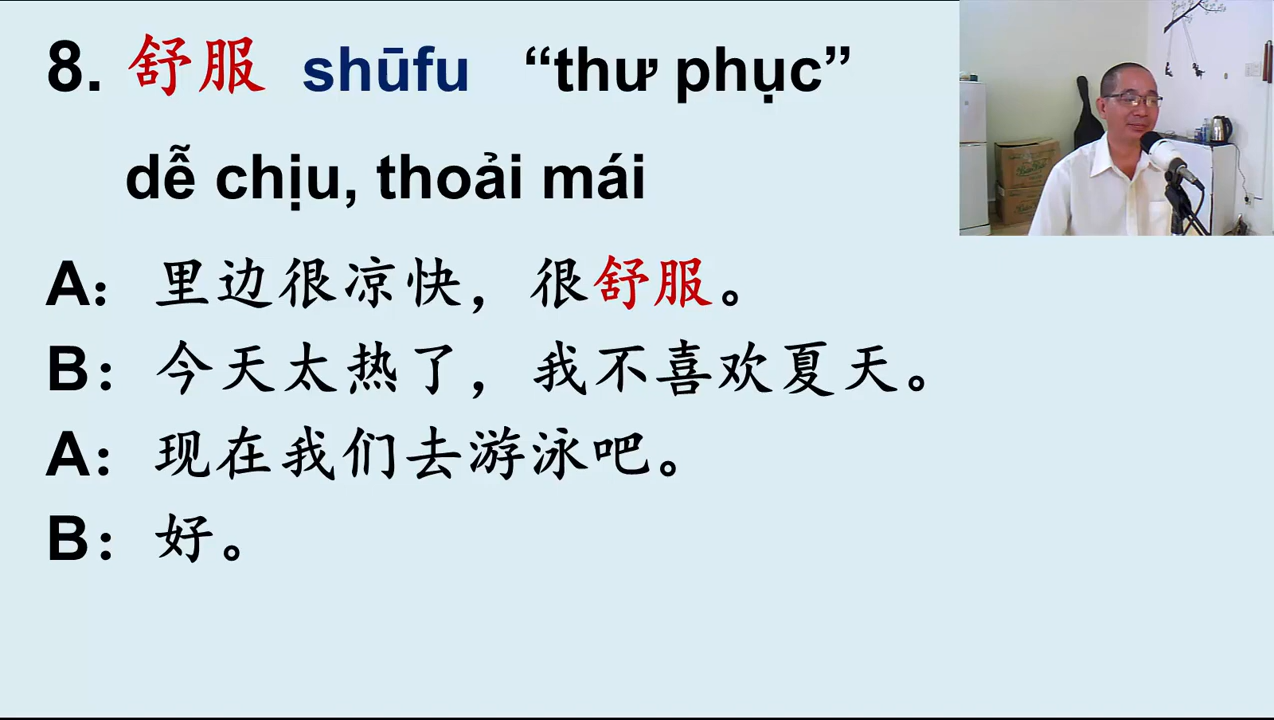 8. 舒服 shūfu “thư phục”
dễ chịu, thoải mái
A：里边很凉快，很舒服。
B：今天太热了，我不喜欢夏天。
A：现在我们去游泳吧。
B：好。